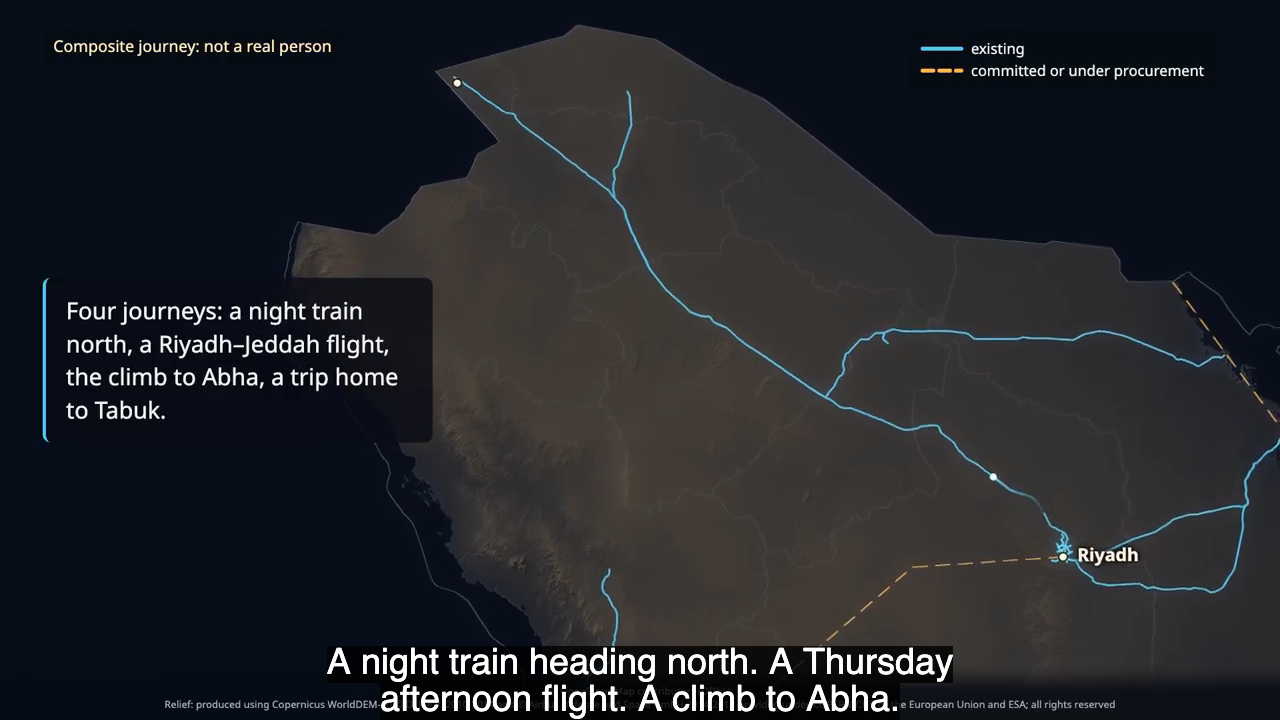 Composite journey: not a real person
existing
committed or under procurement
Four journeys: a night train
north, a Riyadh–Jeddah flight,
the climb to Abha, a trip home
to Tabuk.
Riyadh
A night train heading north. A Thursday
afternoon flight. A climb to Abha.
Relief: produced using Copernicus WorldDEM- European Union and ESA; all rights reserved